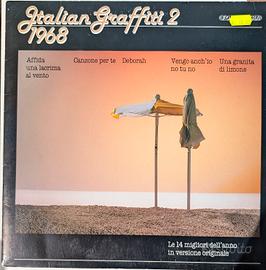 Italian Graffiti 2
1968
Affida
una lacrima
al vento
Canzone per te
Deborah
Vengo anch'io
no tu no
Una granita
di limone
Le 14 migliori dell'anno
in versione originale